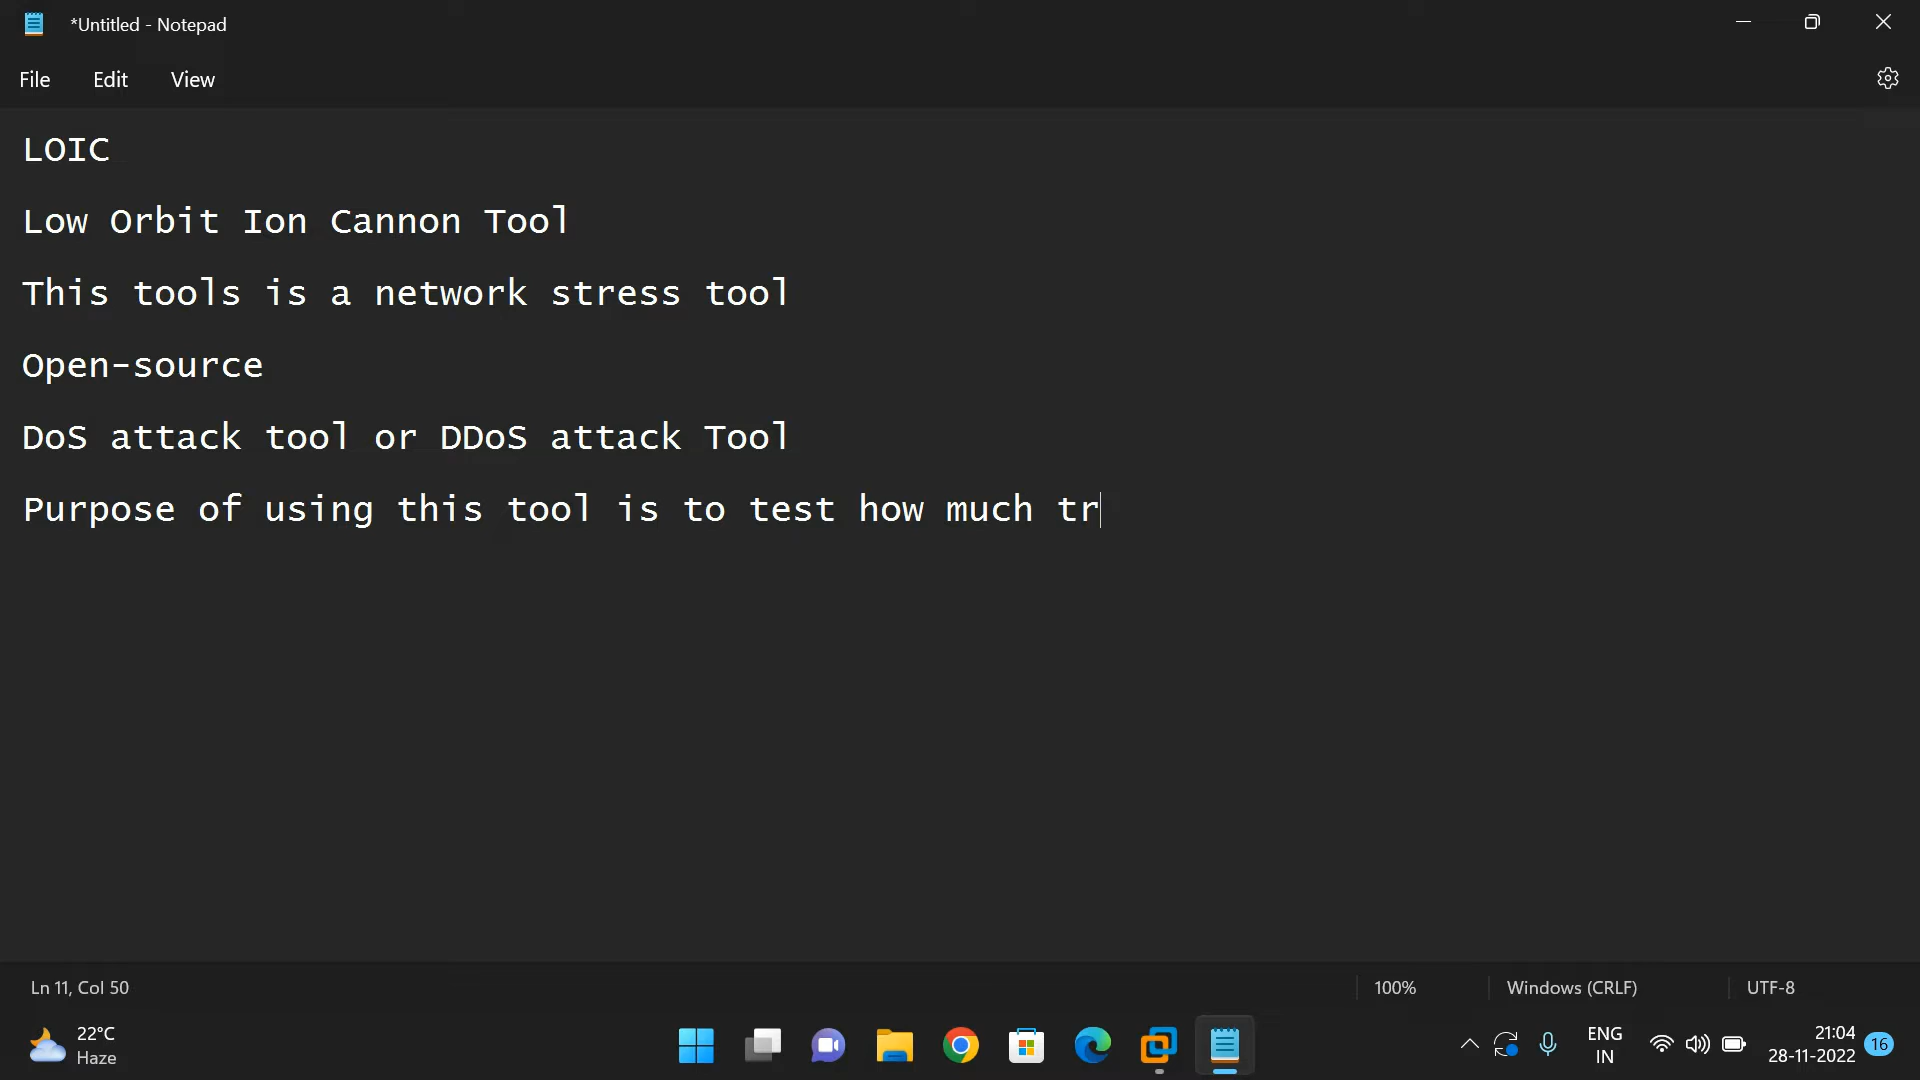 *Untitled - Notepad
File Edit View
LOIC
Low Orbit Ion Cannon Tool
This tools is a network stress tool
Open-source
DoS attack tool or DDoS attack Tool
Purpose of using this tool is to test how much tr
Ln 11, Col 50 100% Windows (CRLF) UTF-8
22°C
Haze
ENG
IN
21:04
28-11-2022
16